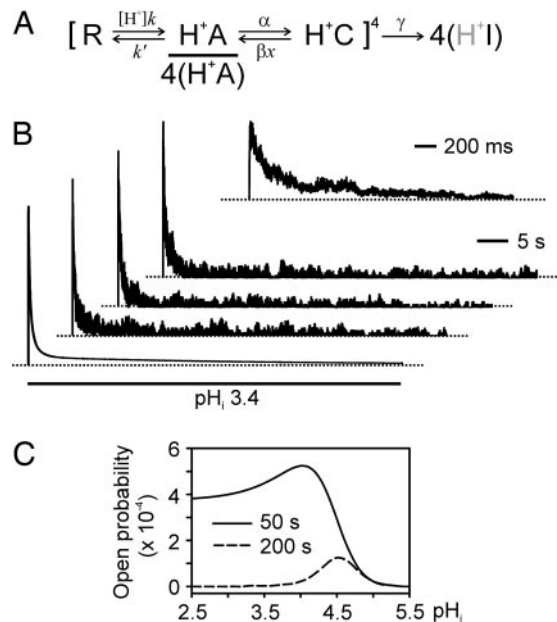 A
[ R [H⁺]k k′ H⁺A α βx H⁺C ]⁴ γ 4(H⁺I)
4(H⁺A)
B
200 ms
5 s
pHᵢ 3.4
C
Open probability
(x 10⁻⁴)
6
4
2
0
50 s
200 s
2.5 3.5 4.5 5.5 pHᵢ